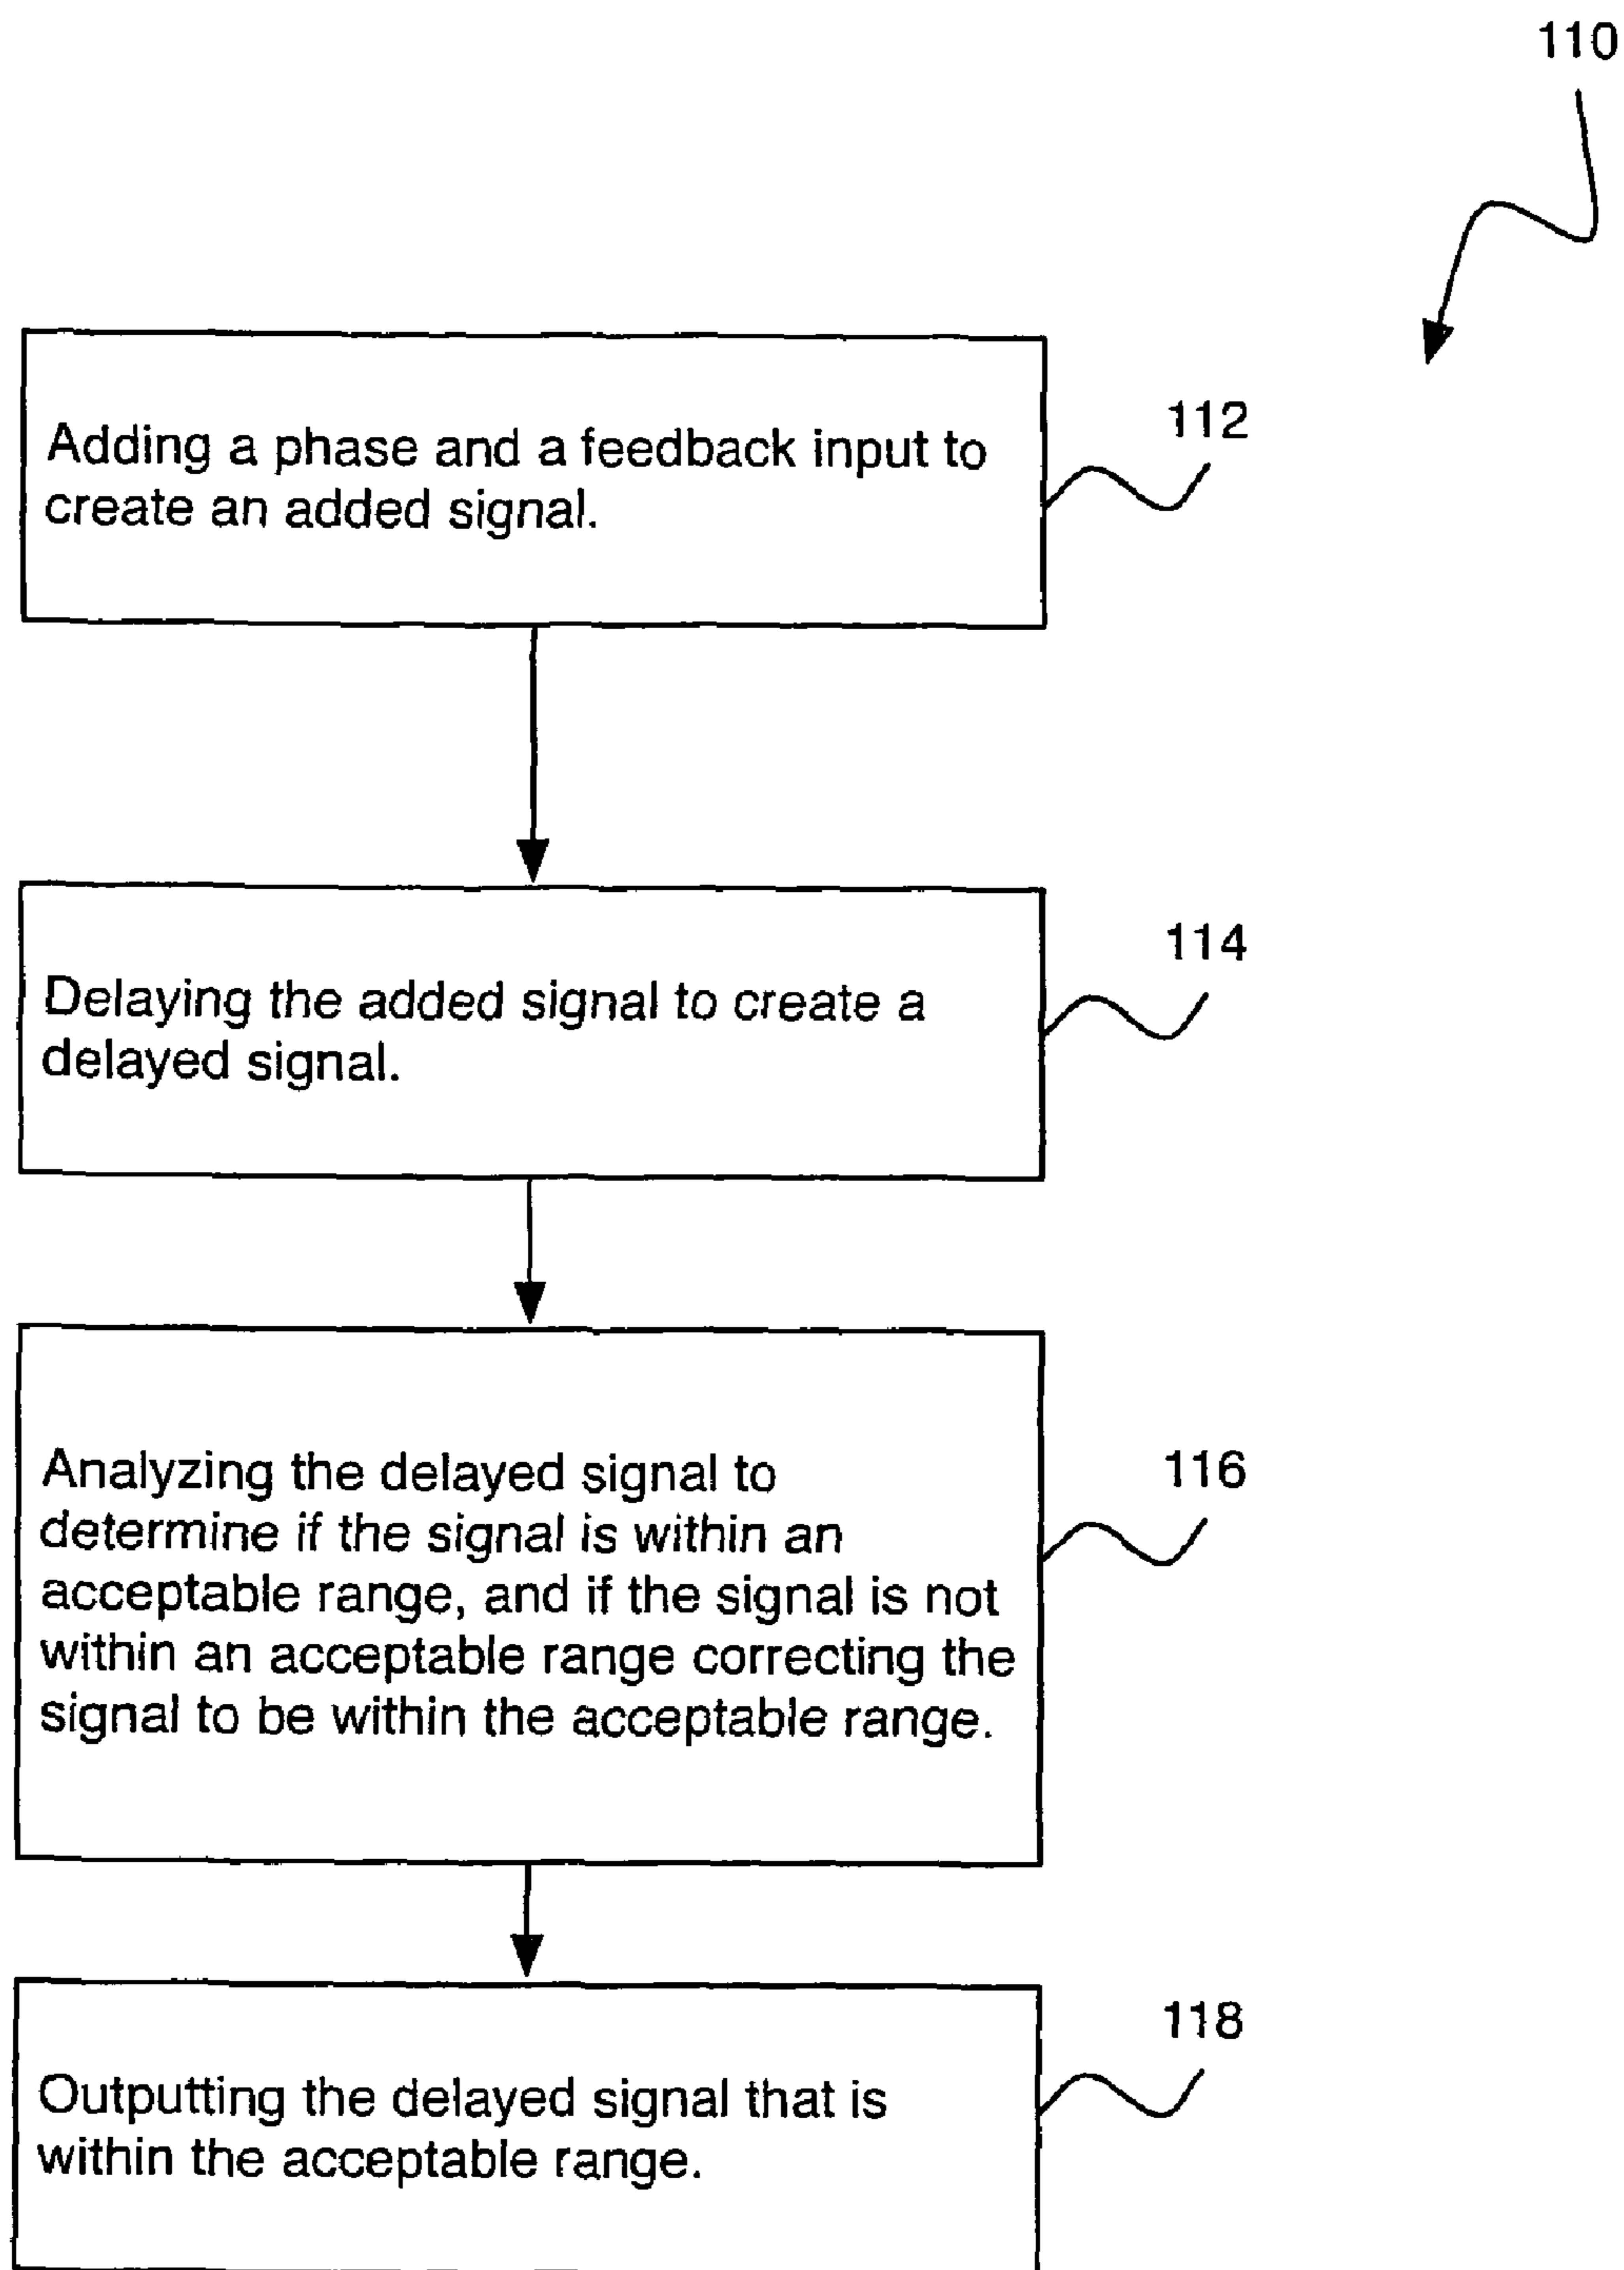 110
Adding a phase and a feedback input to
create an added signal.
112
Delaying the added signal to create a
delayed signal.
114
Analyzing the delayed signal to
determine if the signal is within an
acceptable range, and if the signal is not
within an acceptable range correcting the
signal to be within the acceptable range.
116
Outputting the delayed signal that is
within the acceptable range.
118